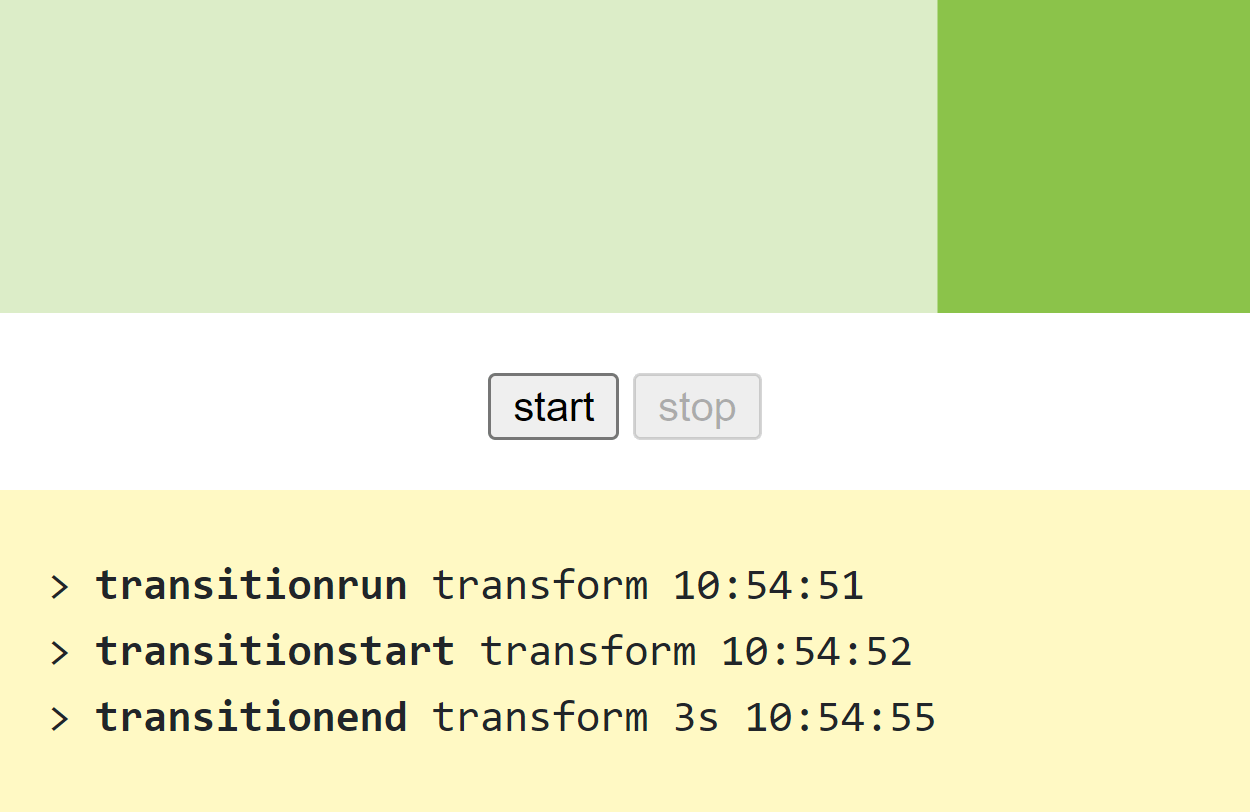 start stop
> transitionrun transform 10:54:51
> transitionstart transform 10:54:52
> transitionend transform 3s 10:54:55